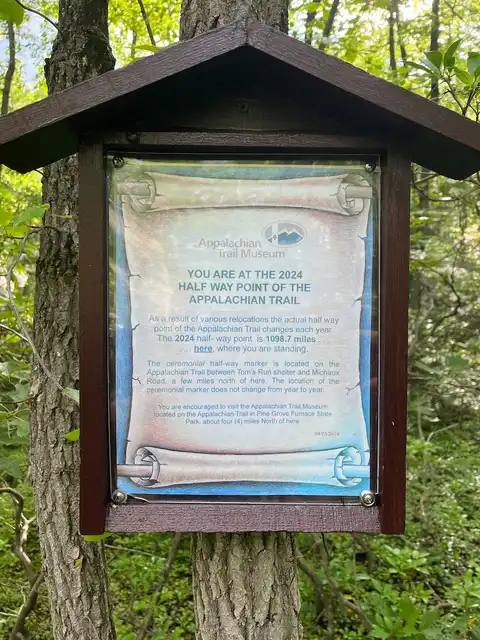 Appalachian
Trail Museum
YOU ARE AT THE 2024
HALF WAY POINT OF THE
APPALACHIAN TRAIL
As a result of various relocations the actual half way
point of the Appalachian Trail changes each year.
The 2024 half- way point is 1098.7 miles
. . . here, where you are standing.
The ceremonial half-way marker is located on the
Appalachian Trail between Tom's Run shelter and Michaux
Road, a few miles north of here. The location of the
ceremonial marker does not change from year to year.
You are encouraged to visit the Appalachian Trail Museum
located on the Appalachian Trail in Pine Grove Furnace State
Park, about four (4) miles North of here